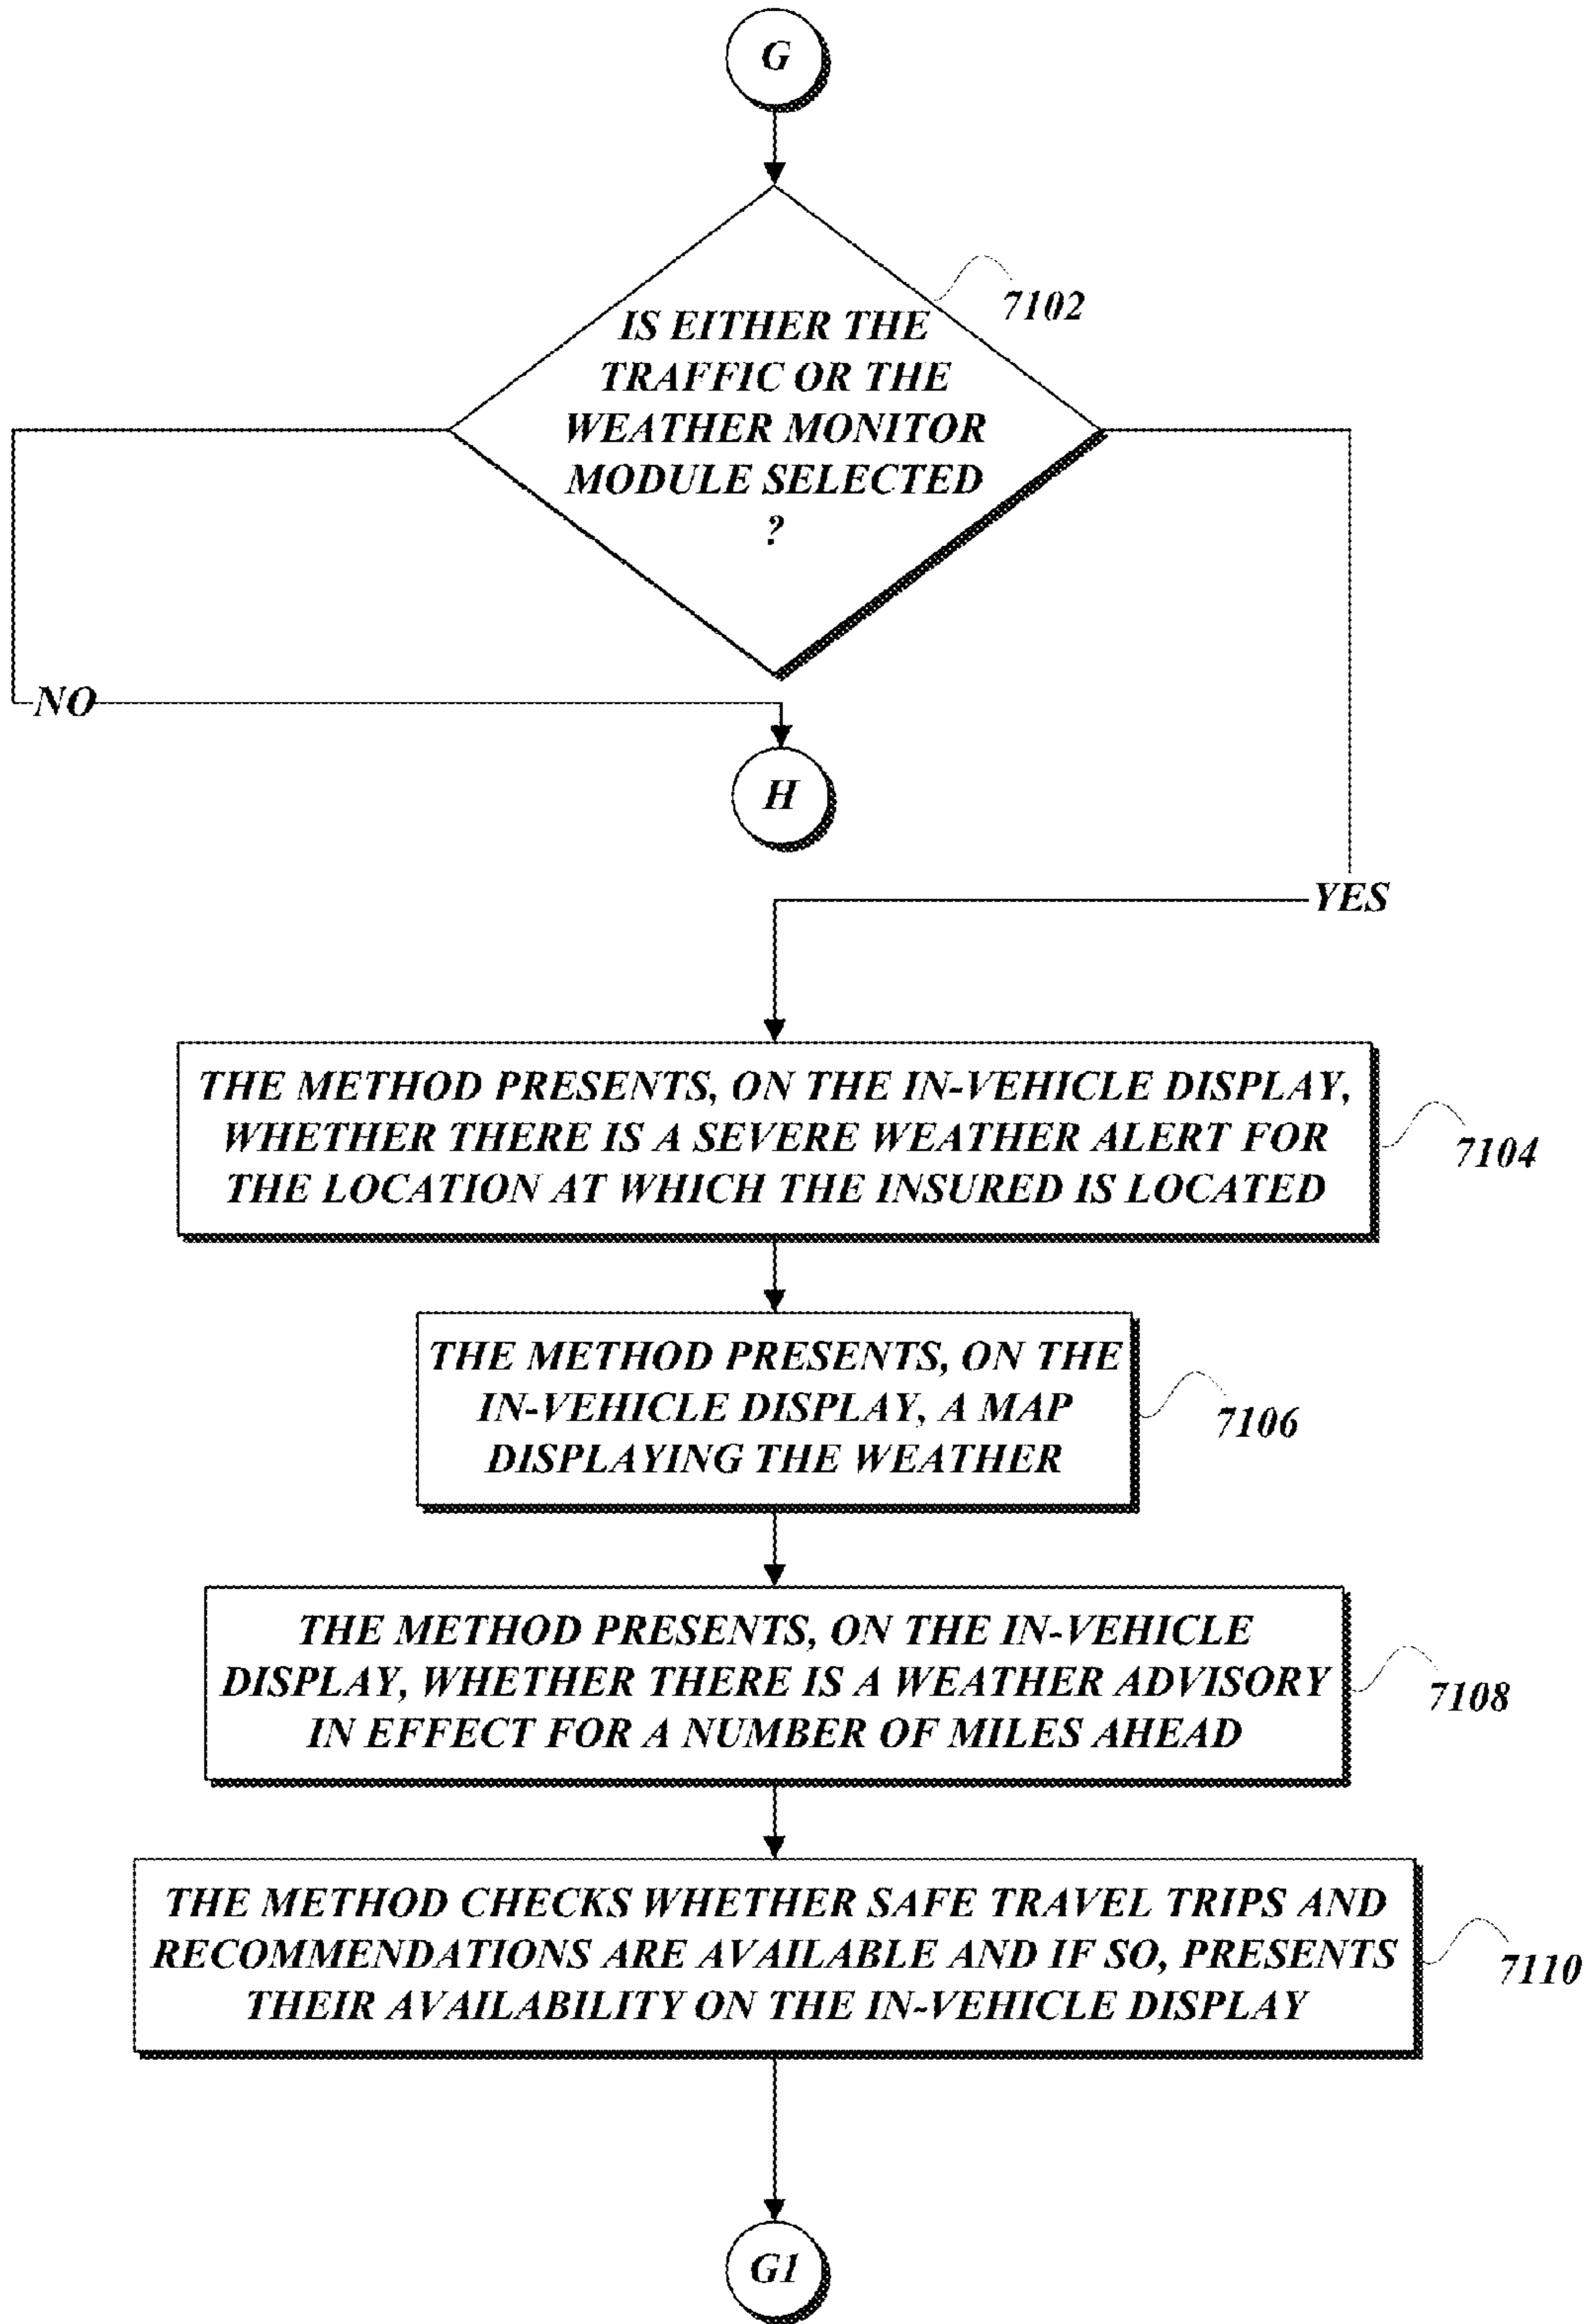 G
7102
IS EITHER THE
TRAFFIC OR THE
WEATHER MONITOR
MODULE SELECTED
?
NO
H
YES
THE METHOD PRESENTS, ON THE IN-VEHICLE DISPLAY,
WHETHER THERE IS A SEVERE WEATHER ALERT FOR
THE LOCATION AT WHICH THE INSURED IS LOCATED
7104
THE METHOD PRESENTS, ON THE
IN-VEHICLE DISPLAY, A MAP
DISPLAYING THE WEATHER
7106
THE METHOD PRESENTS, ON THE IN-VEHICLE
DISPLAY, WHETHER THERE IS A WEATHER ADVISORY
IN EFFECT FOR A NUMBER OF MILES AHEAD
7108
THE METHOD CHECKS WHETHER SAFE TRAVEL TRIPS AND
RECOMMENDATIONS ARE AVAILABLE AND IF SO, PRESENTS
THEIR AVAILABILITY ON THE IN-VEHICLE DISPLAY
7110
G1